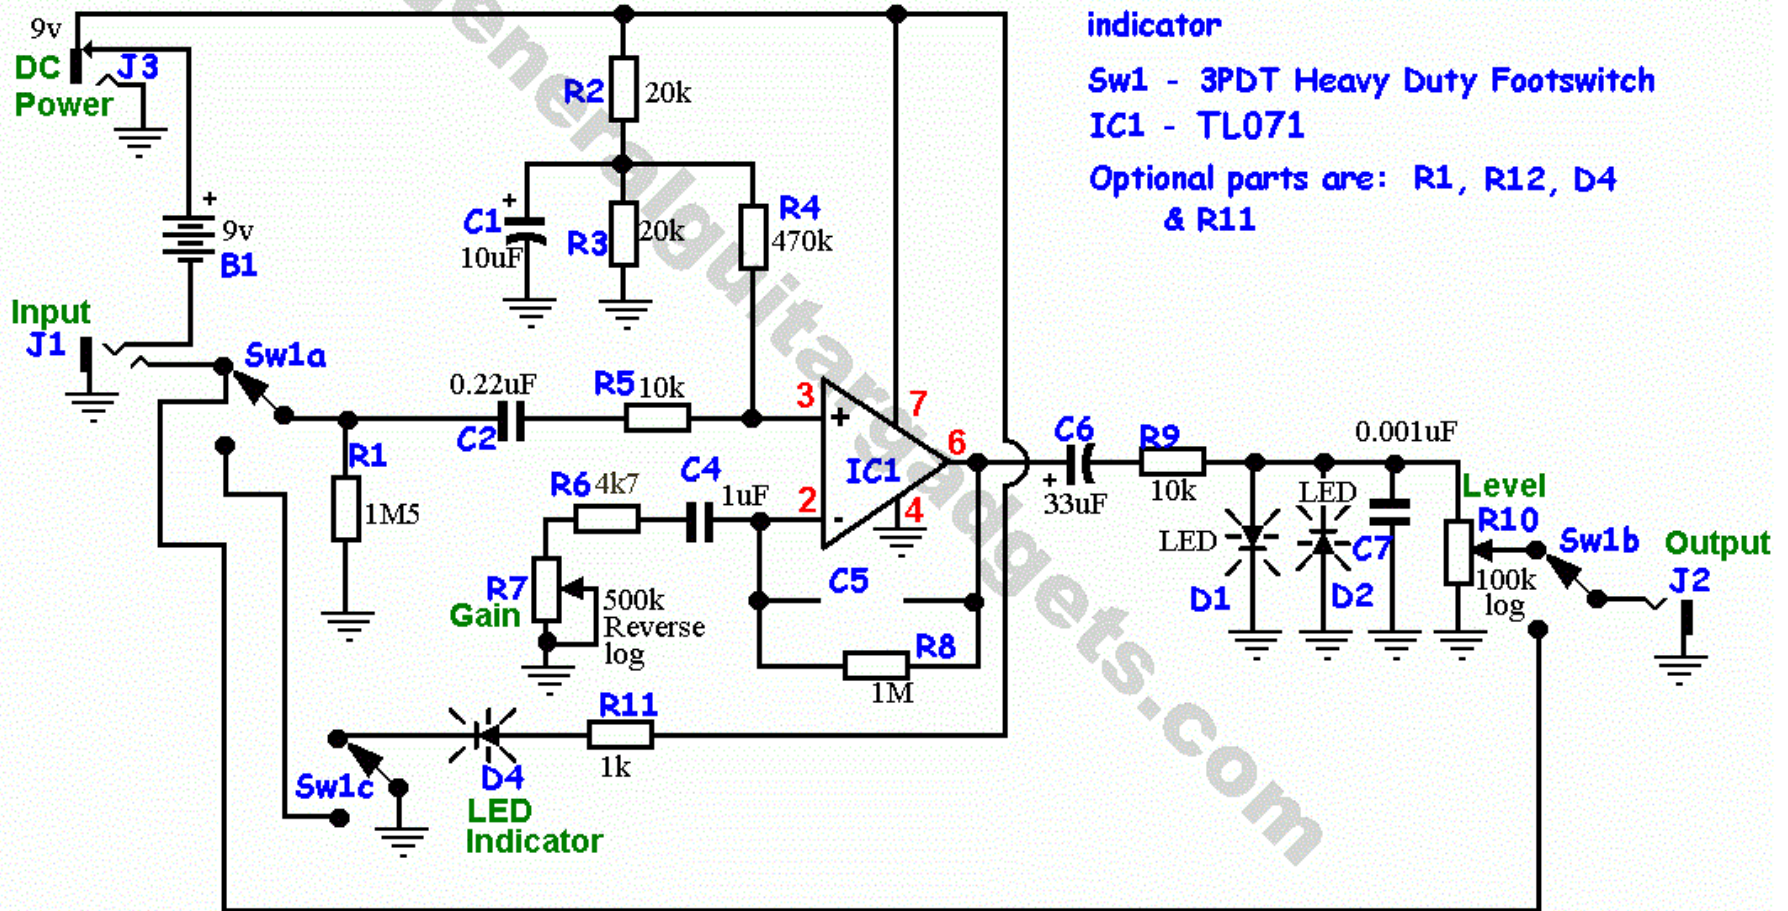 indicator
Sw1 - 3PDT Heavy Duty Footswitch
IC1 - TL071
Optional parts are: R1, R12, D4
& R11
9v
DC
Power
J3
R2
20k
+
9v
B1
+
C1
10uF
R3
20k
R4
470k
Input
J1
Sw1a
0.22uF
C2
R5
10k
3
+
7
6
IC1
2
-
4
R1
1M5
R6
4k7
C4
1uF
R7
Gain
500k
Reverse
log
C5
R8
1M
C6
+
33uF
R9
10k
0.001uF
LED
D1
LED
D2
C7
Level
R10
100k
log
Sw1b
Output
J2
R11
1k
Sw1c
D4
LED
Indicator
generalguitargadgets.com